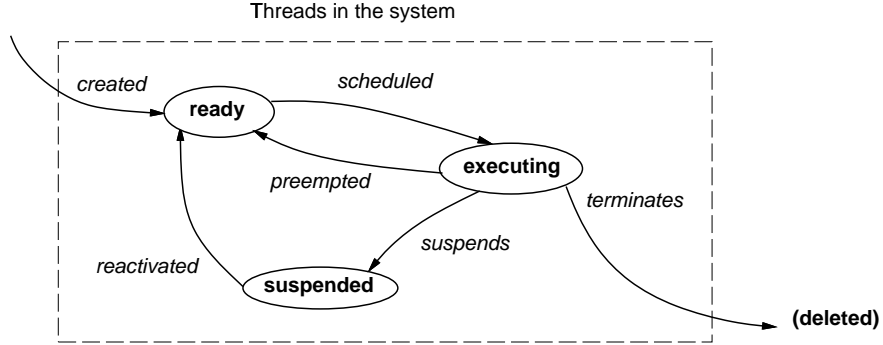 Threads in the system
created
scheduled
ready
executing
preempted
terminates
suspends
reactivated
suspended
(deleted)